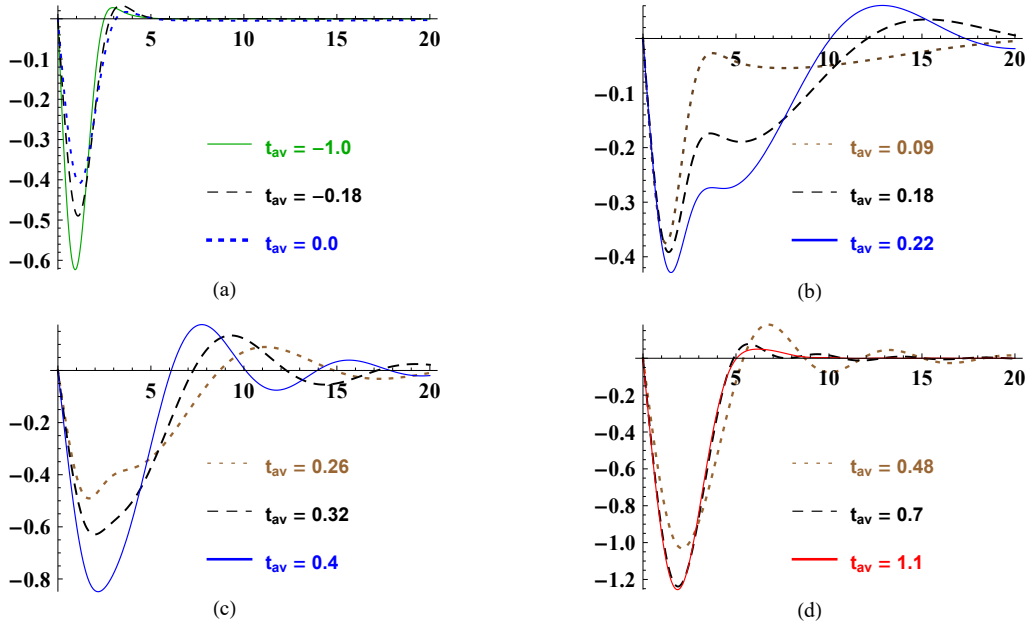 5 10 15 20
−0.1
−0.2
−0.3
−0.4
−0.5
−0.6
t_av = −1.0
t_av = −0.18
t_av = 0.0
(a)
5 10 15 20
−0.1
−0.2
−0.3
−0.4
t_av = 0.09
t_av = 0.18
t_av = 0.22
(b)
5 10 15 20
−0.2
−0.4
−0.6
−0.8
t_av = 0.26
t_av = 0.32
t_av = 0.4
(c)
5 10 15 20
−0.2
−0.4
−0.6
−0.8
−1.0
−1.2
t_av = 0.48
t_av = 0.7
t_av = 1.1
(d)